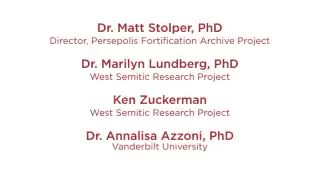 Dr. Matt Stolper, PhD
Director, Persepolis Fortification Archive Project
Dr. Marilyn Lundberg, PhD
West Semitic Research Project
Ken Zuckerman
West Semitic Research Project
Dr. Annalisa Azzoni, PhD
Vanderbilt University